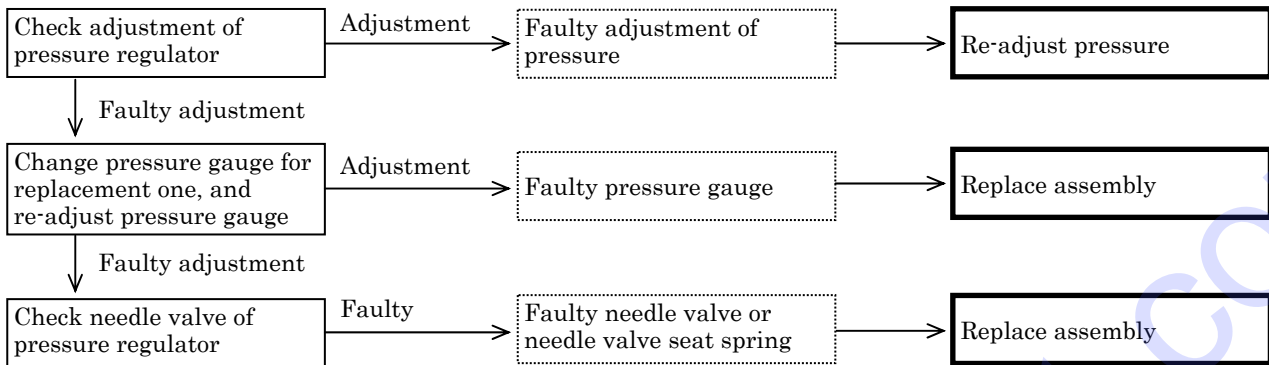 Check adjustment of
pressure regulator
Adjustment
Faulty adjustment of
pressure
Re-adjust pressure
Faulty adjustment
Change pressure gauge for
replacement one, and
re-adjust pressure gauge
Adjustment
Faulty pressure gauge
Replace assembly
Faulty adjustment
Check needle valve of
pressure regulator
Faulty
Faulty needle valve or
needle valve seat spring
Replace assembly